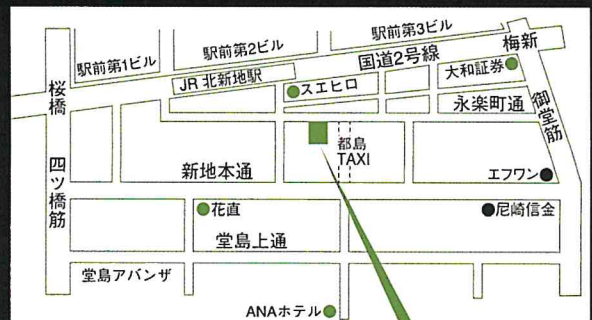 駅前第3ビル
駅前第2ビル
駅前第1ビル
梅新
国道2号線
大和証券
JR 北新地駅
スエヒロ
桜橋
永楽町通
御堂筋
都島
TAXI
新地本通
エフワン
四ツ橋筋
花直
尼崎信金
堂島上通
堂島アバンザ
ANAホテル